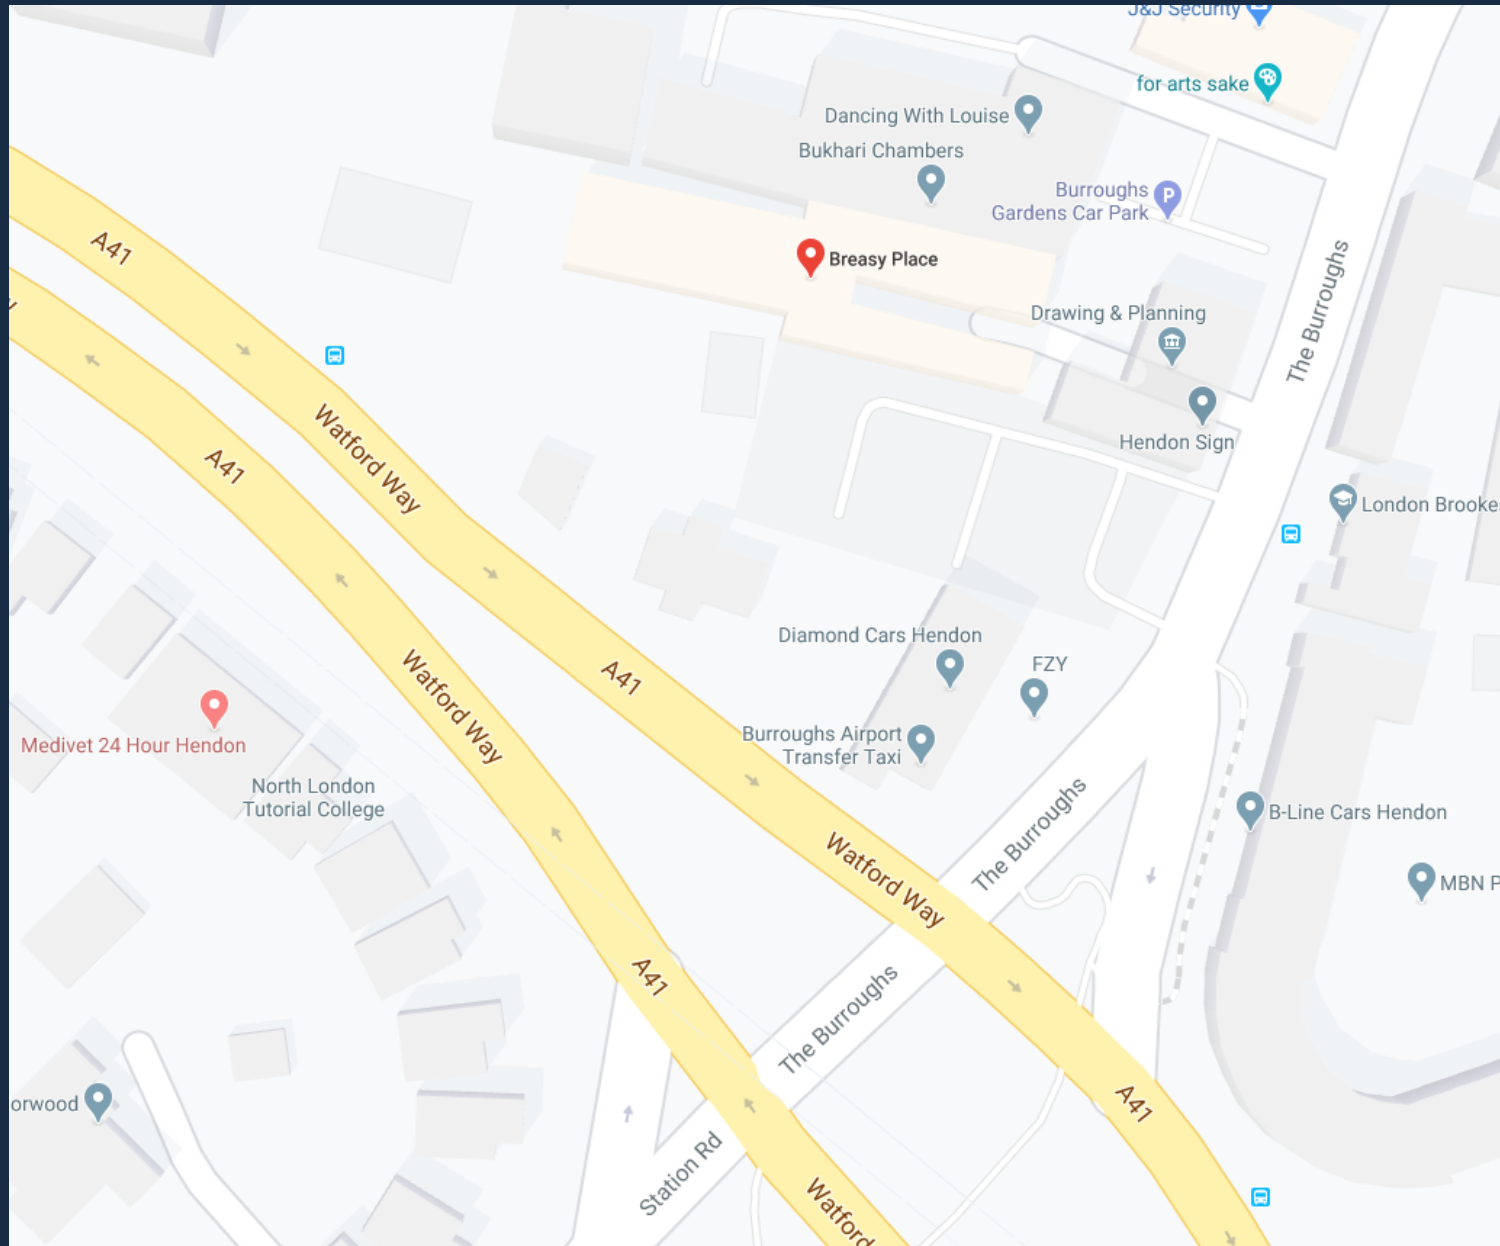 J&J Security
for arts sake
Dancing With Louise
Bukhari Chambers
Burroughs
Gardens Car Park
P
A41
Breasy Place
The Burroughs
Drawing & Planning
Watford Way
Hendon Sign
A41
London Brooke
Diamond Cars Hendon
FZY
A41
Watford Way
Medivet 24 Hour Hendon
Burroughs Airport
Transfer Taxi
North London
Tutorial College
The Burroughs
B-Line Cars Hendon
Watford Way
MBN P
A41
The Burroughs
orwood
A41
Station Rd
Watford